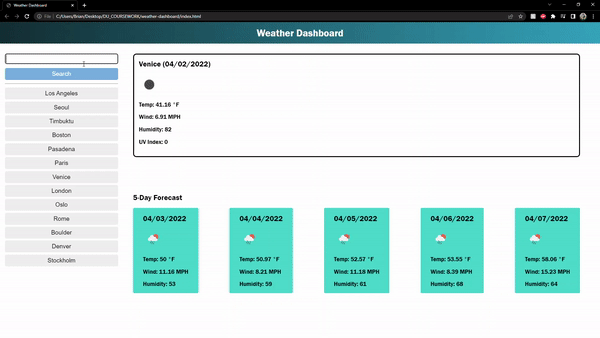 Weather Dashboard
File | C:/Users/Brian/Desktop/DU_COURSEWORK/weather-dashboard/index.html
Weather Dashboard
Search
Los Angeles
Seoul
Timbuktu
Boston
Pasadena
Paris
Venice
London
Oslo
Rome
Boulder
Denver
Stockholm
Venice (04/02/2022)
Temp: 41.16 °F
Wind: 6.91 MPH
Humidity: 82
UV Index: 0
5-Day Forecast
04/03/2022
Temp: 50 °F
Wind: 11.16 MPH
Humidity: 53
04/04/2022
Temp: 50.97 °F
Wind: 8.21 MPH
Humidity: 59
04/05/2022
Temp: 52.57 °F
Wind: 11.18 MPH
Humidity: 61
04/06/2022
Temp: 53.55 °F
Wind: 8.39 MPH
Humidity: 68
04/07/2022
Temp: 58.06 °F
Wind: 15.23 MPH
Humidity: 64